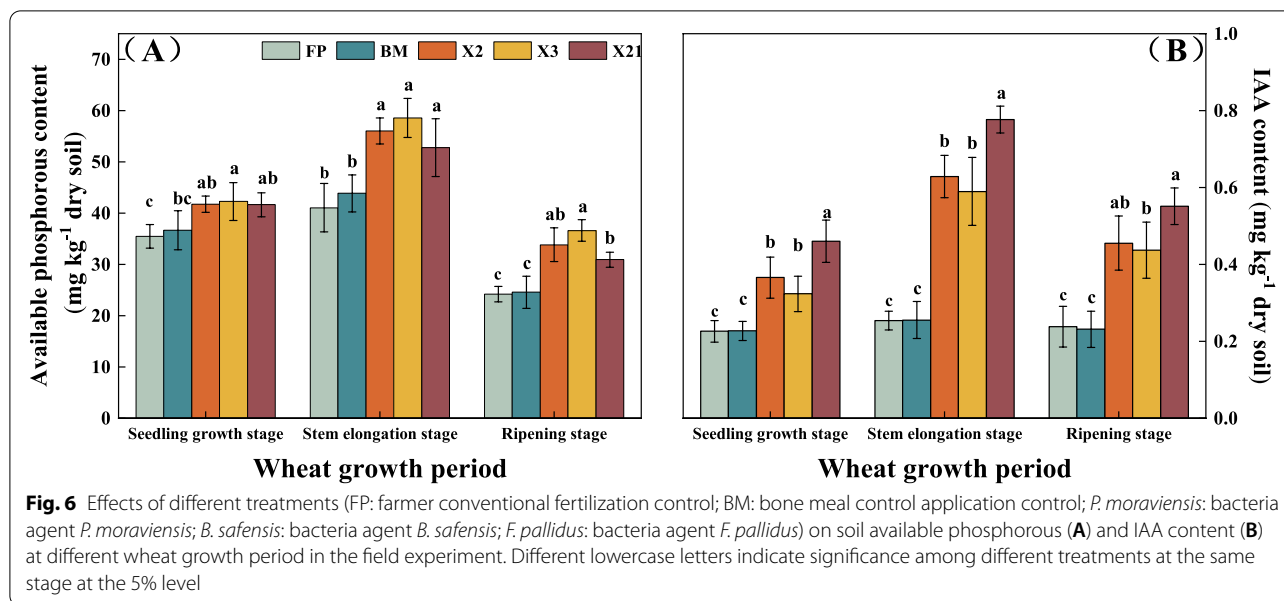 (A)
FP BM X2 X3 X21
Available phosphorous content
(mg kg⁻¹ dry soil)
70
60
50
40
30
20
10
0
c bc ab a ab
b b a a a
c c ab a b
Seedling growth stage Stem elongation stage Ripening stage
Wheat growth period
(B)
c c b b a
c c b b a
c c ab b a
1.0
0.8
0.6
0.4
0.2
0.0
IAA content (mg kg⁻¹ dry soil)
Seedling growth stage Stem elongation stage Ripening stage
Wheat growth period
Fig. 6 Effects of different treatments (FP: farmer conventional fertilization control; BM: bone meal control application control; P. moraviensis: bacteria
agent P. moraviensis; B. safensis: bacteria agent B. safensis; F. pallidus: bacteria agent F. pallidus) on soil available phosphorous (A) and IAA content (B)
at different wheat growth period in the field experiment. Different lowercase letters indicate significance among different treatments at the same
stage at the 5% level